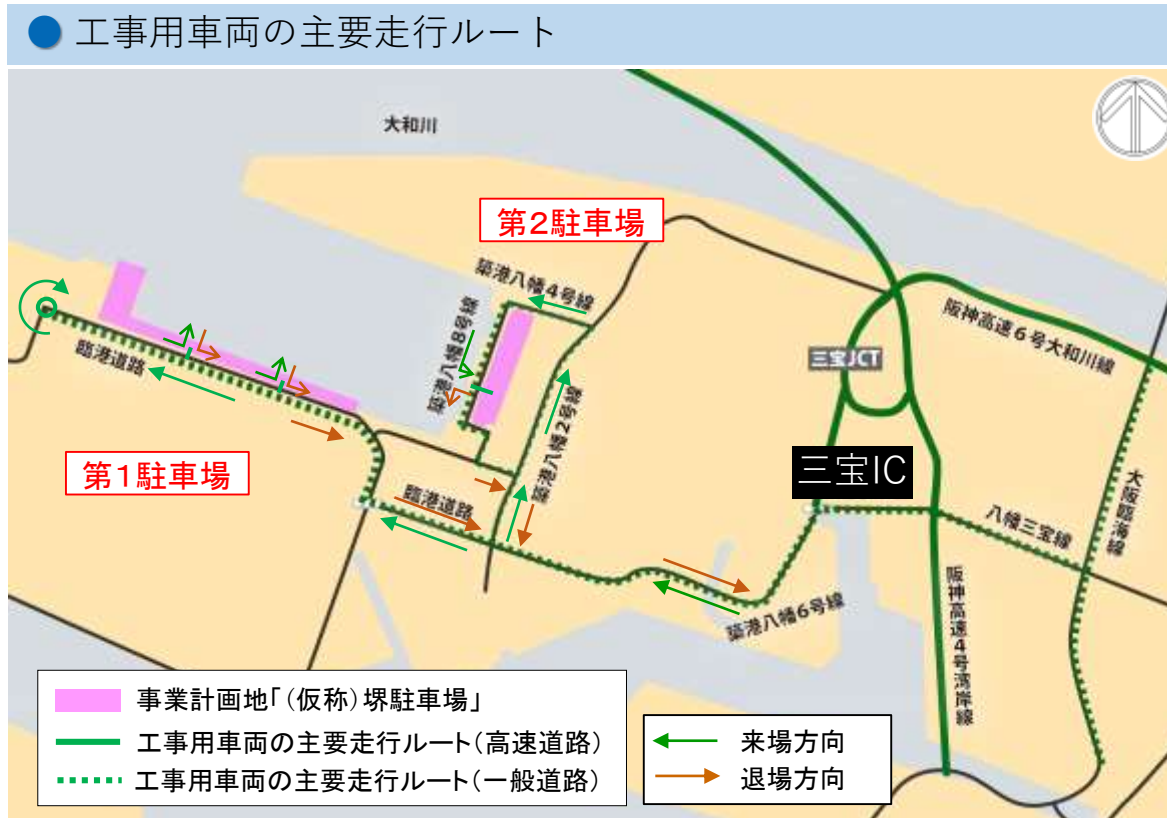 工事用車両の主要走行ルート
大和川
第2駐車場
築港八幡4号線
阪神高速6号大和川線
築港八幡8号線
三宝JCT
臨港道路
築港八幡2号線
第1駐車場
三宝IC
臨港道路
八幡三宝線
大阪臨海線
築港八幡6号線
阪神高速4号湾岸線
事業計画地「(仮称)堺駐車場」
工事用車両の主要走行ルート(高速道路)
工事用車両の主要走行ルート(一般道路)
来場方向
退場方向